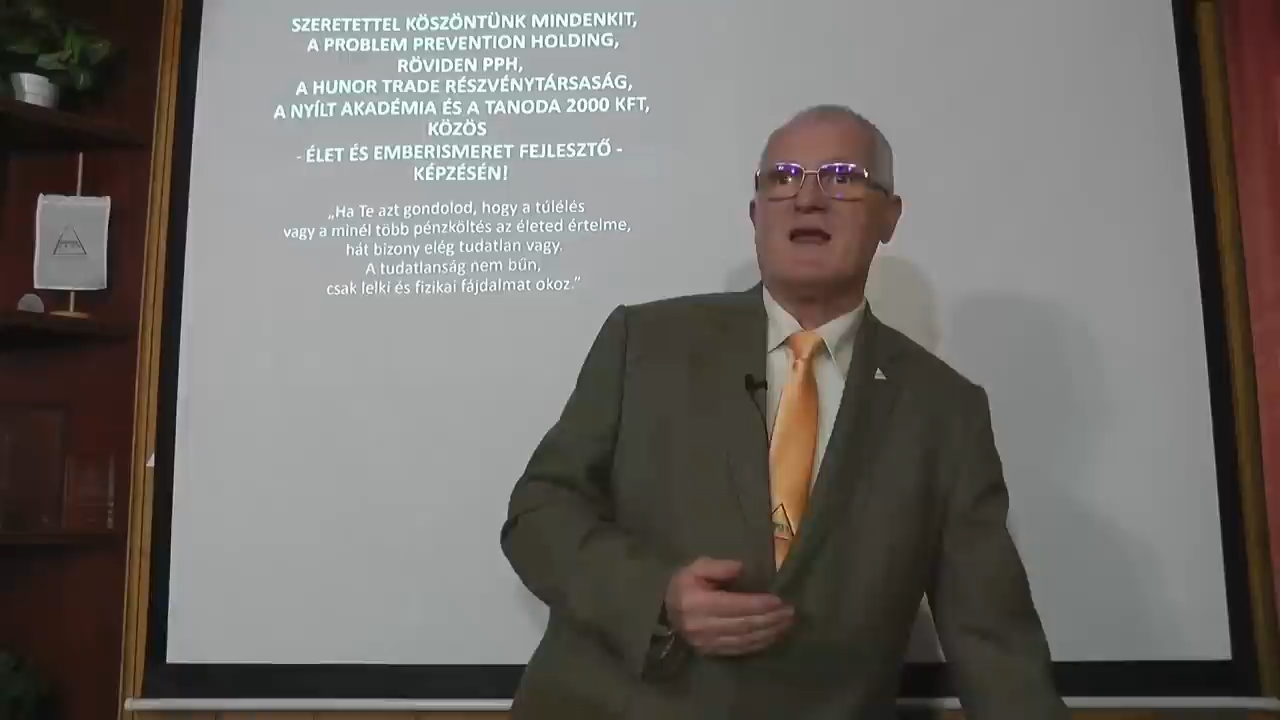 SZERETETTEL KÖSZÖNTÜNK MINDENKIT,
A PROBLEM PREVENTION HOLDING,
RÖVIDEN PPH,
A HUNOR TRADE RÉSZVÉNYTÁRSASÁG,
A NYÍLT AKADÉMIA ÉS A TANODA 2000 KFT,
KÖZÖS
- ÉLET ÉS EMBERISMERET FEJLESZTŐ -
KÉPZÉSÉN!
„Ha Te azt gondolod, hogy a túlélés
vagy a minél több pénzköltés az életed értelme,
hát bizony elég tudatlan vagy.
A tudatlanság nem bűn,
csak lelki és fizikai fájdalmat okoz.”